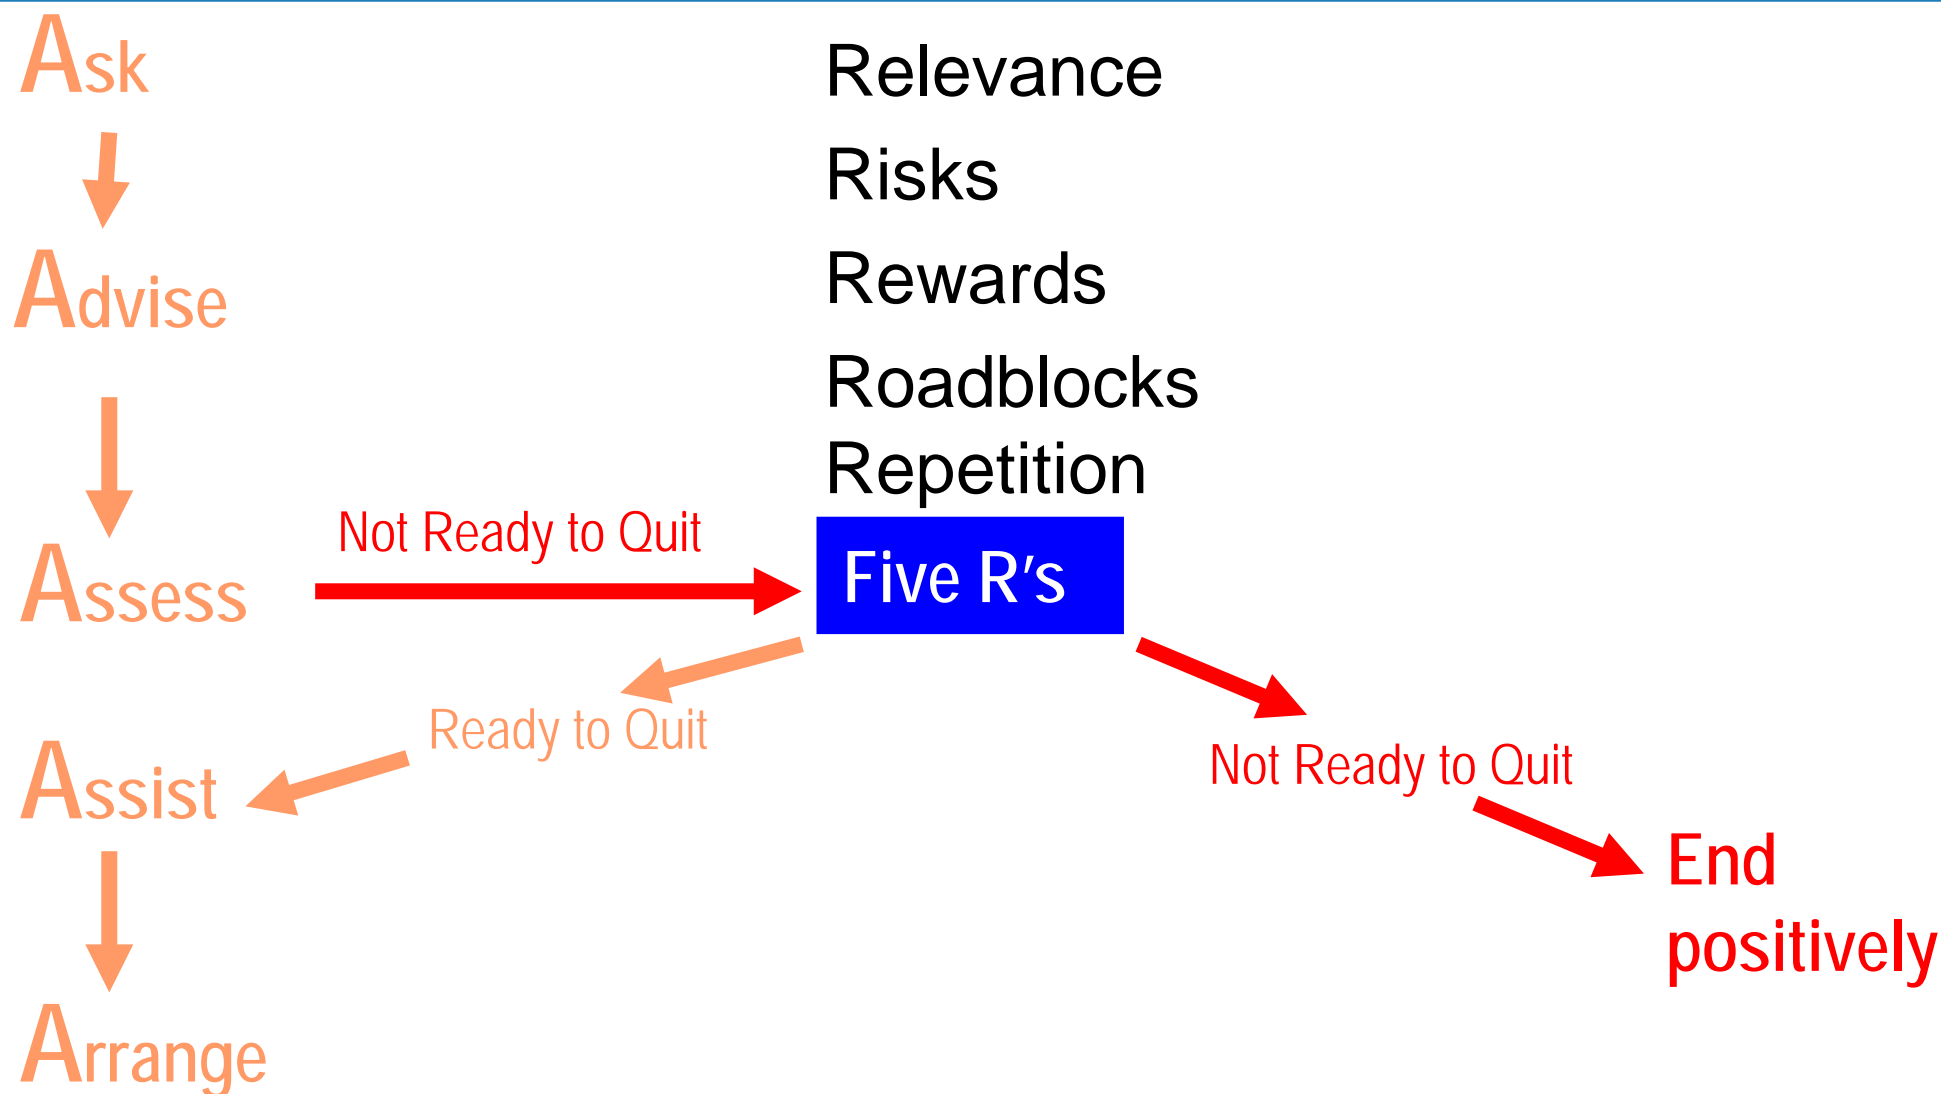 Ask
Advise
Assess
Assist
Arrange
Not Ready to Quit
Relevance
Risks
Rewards
Roadblocks
Repetition
Five R's
Ready to Quit
Not Ready to Quit
End
positively